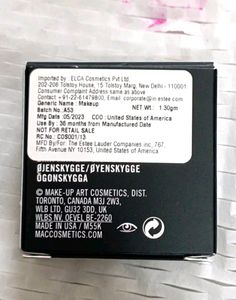 Imported by : ELCA Cosmetics Pvt Ltd.
202-206 Tolstoy House, 15 Tolstoy Marg, New Delhi - 110001
Consumer Complaint Address same as above
Contact : +91-22-61479800, Email: corporate@in.estee.com
Generic Name : Makeup
Batch No.:A53 NET Wt : 1.30gm
Mfg Date :05/2023 COO : United States of America
Use By : 36 months from Manufactured Date
NOT FOR RETAIL SALE
RC No.: COS001/13
MFD By/For: The Estee Lauder Companies Inc. 767,
Fifth Avenue NY 10153, United States of America
ØJENSKYGGE/ØYENSKYGGE
ÖGONSKYGGA
© MAKE-UP ART COSMETICS, DIST.
TORONTO, CANADA M3J 2W3,
WLB LTD, GU32 3DD, UK
WLBS NV. OEVEL BE-2260
MADE IN USA / M55K
MACCOSMETICS.COM